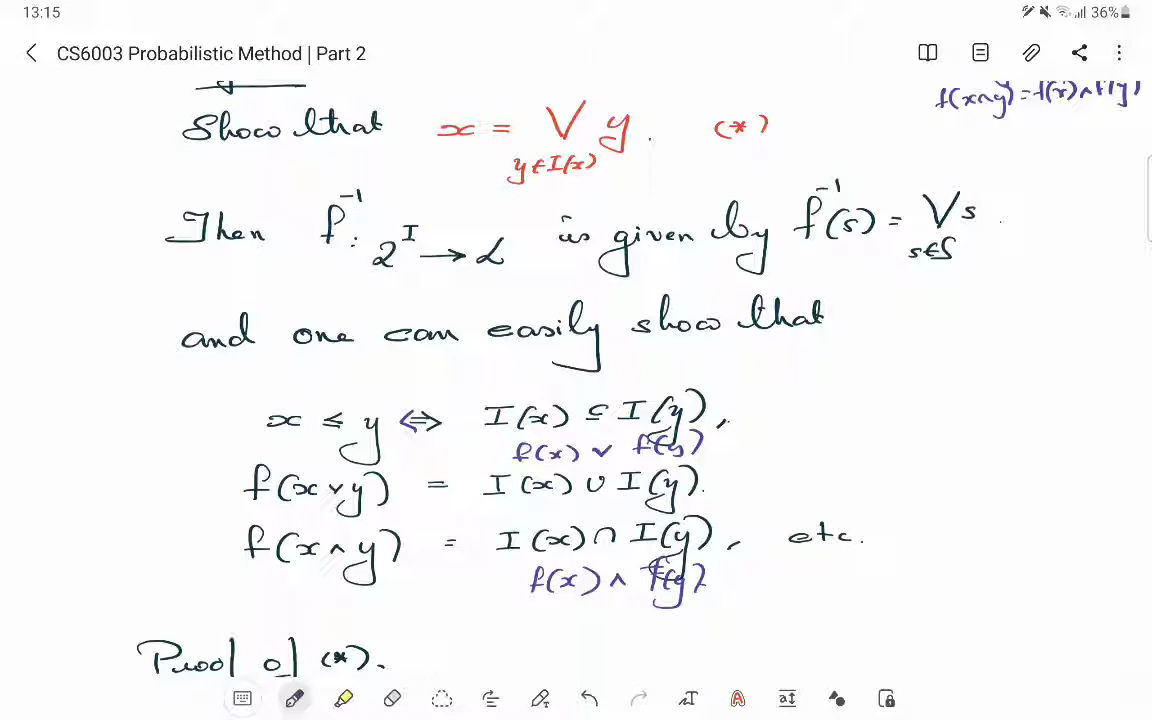 13:15
36%
CS6003 Probabilistic Method | Part 2
f(x∧y) = f(x) ∧ f(y)
Show that x = ⋁_{y∈I(x)} y. (*)
Then f⁻¹: 2^I → L is given by f⁻¹(S) = ⋁_{s∈S} s.
and one can easily show that
x ≤ y ⟺ I(x) ⊆ I(y),
f(x) ∨ f(y)
f(x∨y) = I(x) ∪ I(y).
f(x∧y) = I(x) ∩ I(y), etc.
f(x) ∧ f(y)
Proof of (*).